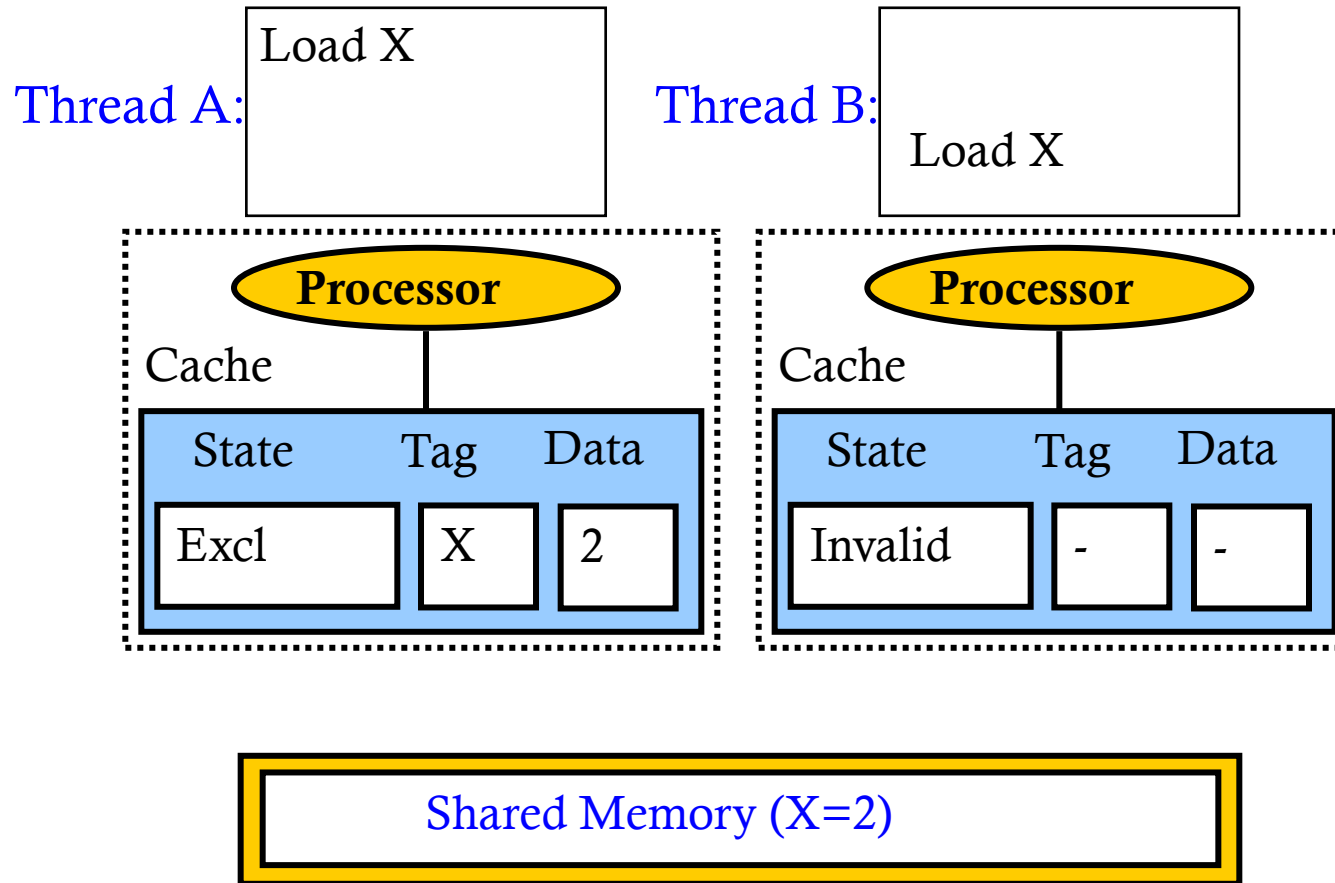 Thread A:
Load X
Thread B:
Load X
Processor
Cache
State Tag Data
Excl X 2
Processor
Cache
State Tag Data
Invalid - -
Shared Memory (X=2)